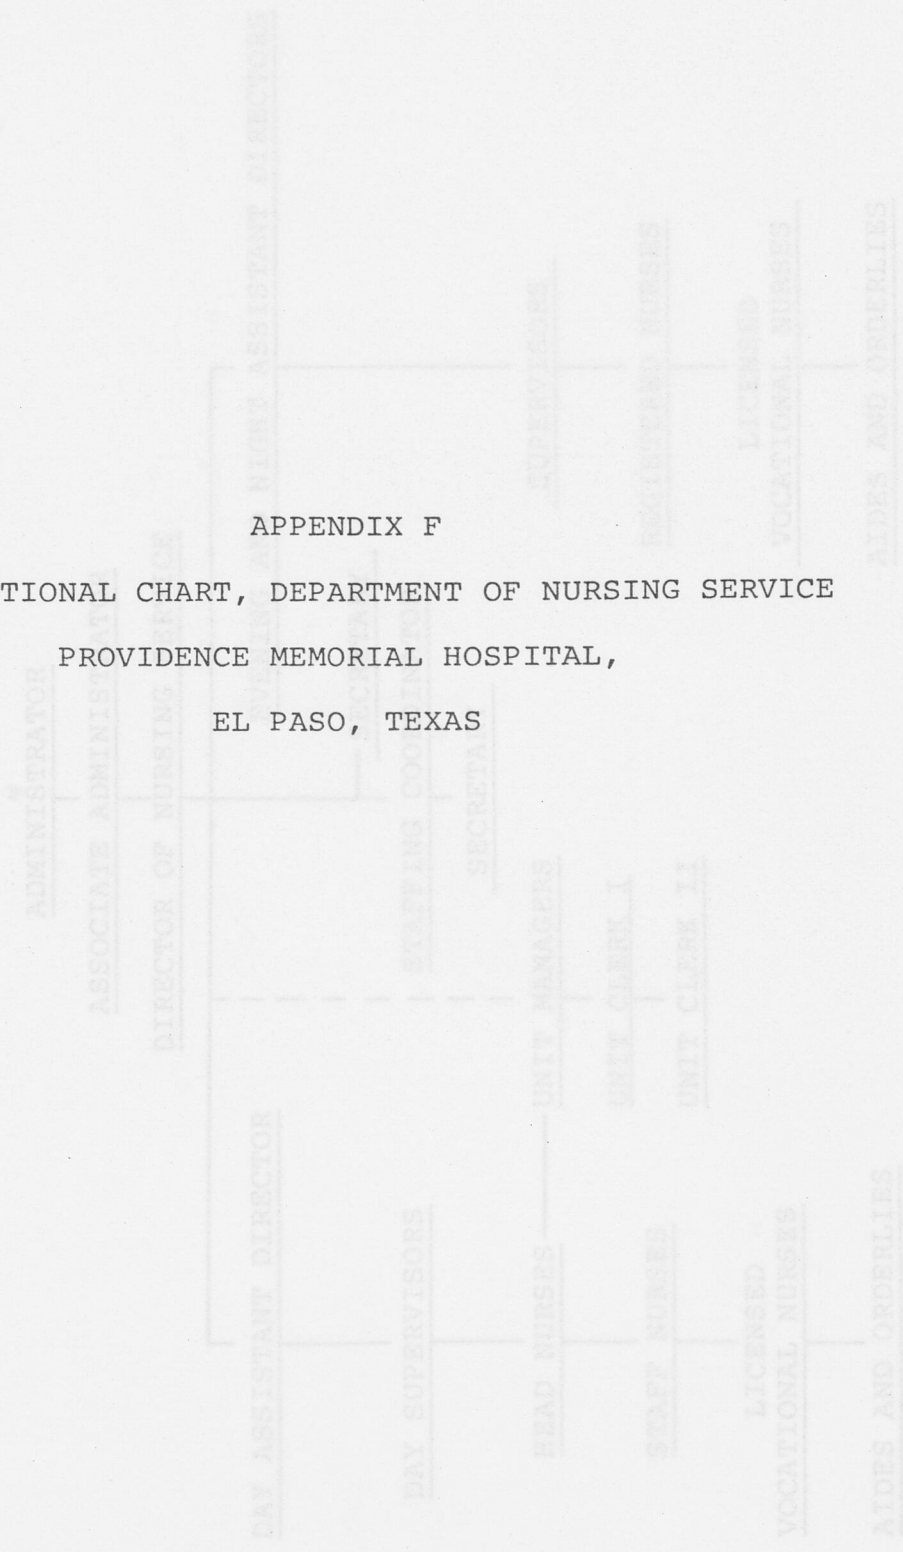 APPENDIX F
TIONAL CHART, DEPARTMENT OF NURSING SERVICE
PROVIDENCE MEMORIAL HOSPITAL,
EL PASO, TEXAS
ADMINISTRATOR
ASSOCIATE ADMINISTRATOR
DIRECTOR OF NURSING SERVICE
EVENING AND NIGHT ASSISTANT DIRECTORS
SECRETARY
STAFFING COORDINATOR
SECRETARY
DAY ASSISTANT DIRECTOR
DAY SUPERVISORS
HEAD NURSES
UNIT MANAGERS
SUPERVISORS
UNIT CLERK I
UNIT CLERK II
STAFF NURSES
REGISTERED NURSES
LICENSED
VOCATIONAL NURSES
LICENSED
VOCATIONAL NURSES
AIDES AND ORDERLIES
AIDES AND ORDERLIES